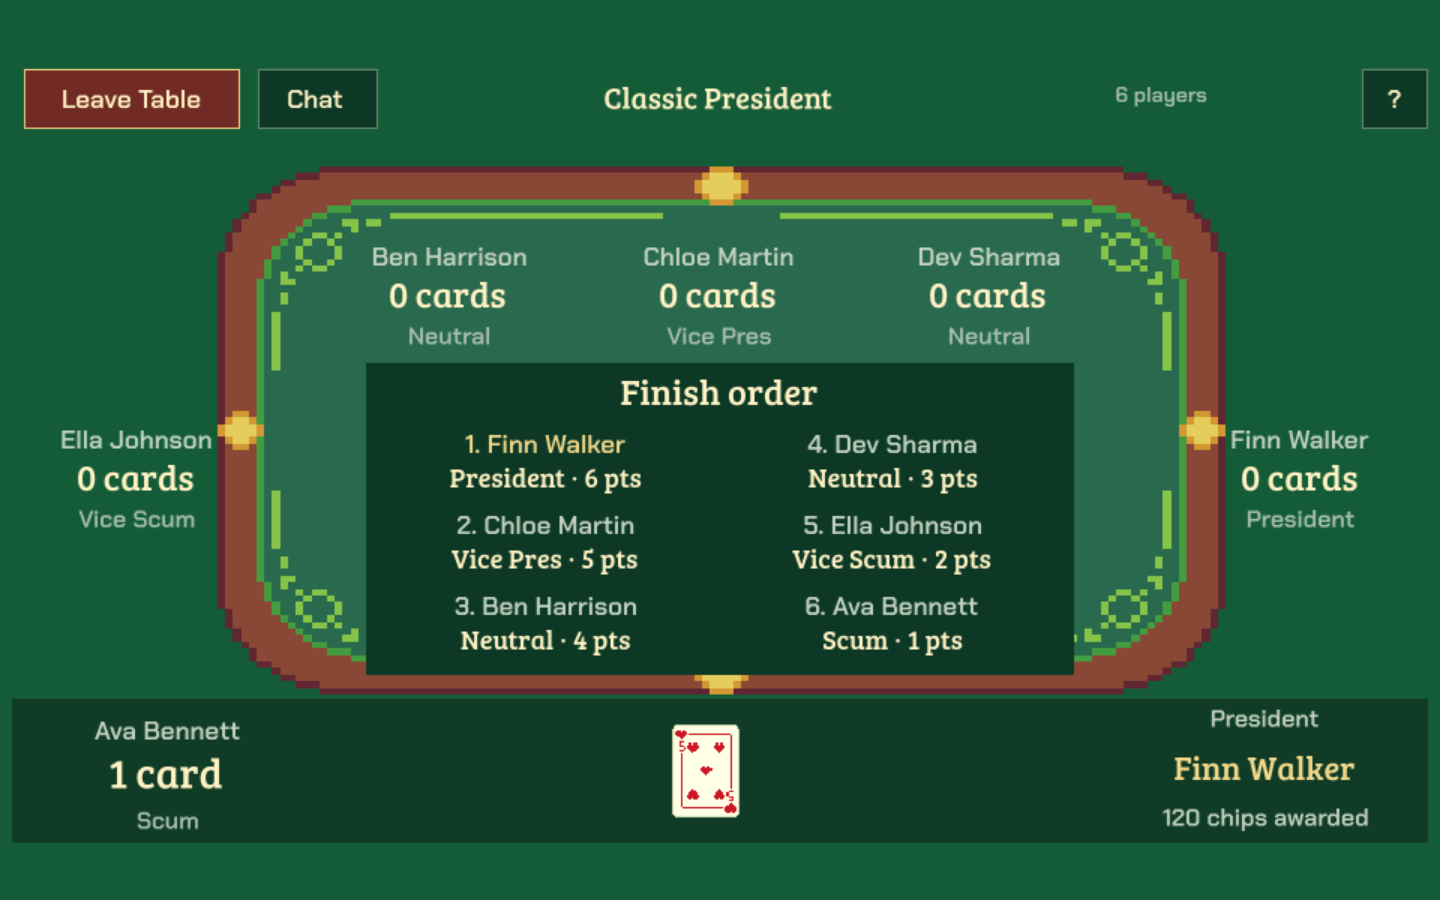 Leave Table
Chat
Classic President
6 players
?
Ben Harrison
0 cards
Neutral
Chloe Martin
0 cards
Vice Pres
Dev Sharma
0 cards
Neutral
Ella Johnson
0 cards
Vice Scum
Finn Walker
0 cards
President
Finish order
1. Finn Walker
President · 6 pts
2. Chloe Martin
Vice Pres · 5 pts
3. Ben Harrison
Neutral · 4 pts
4. Dev Sharma
Neutral · 3 pts
5. Ella Johnson
Vice Scum · 2 pts
6. Ava Bennett
Scum · 1 pts
Ava Bennett
1 card
Scum
5
5
President
Finn Walker
120 chips awarded